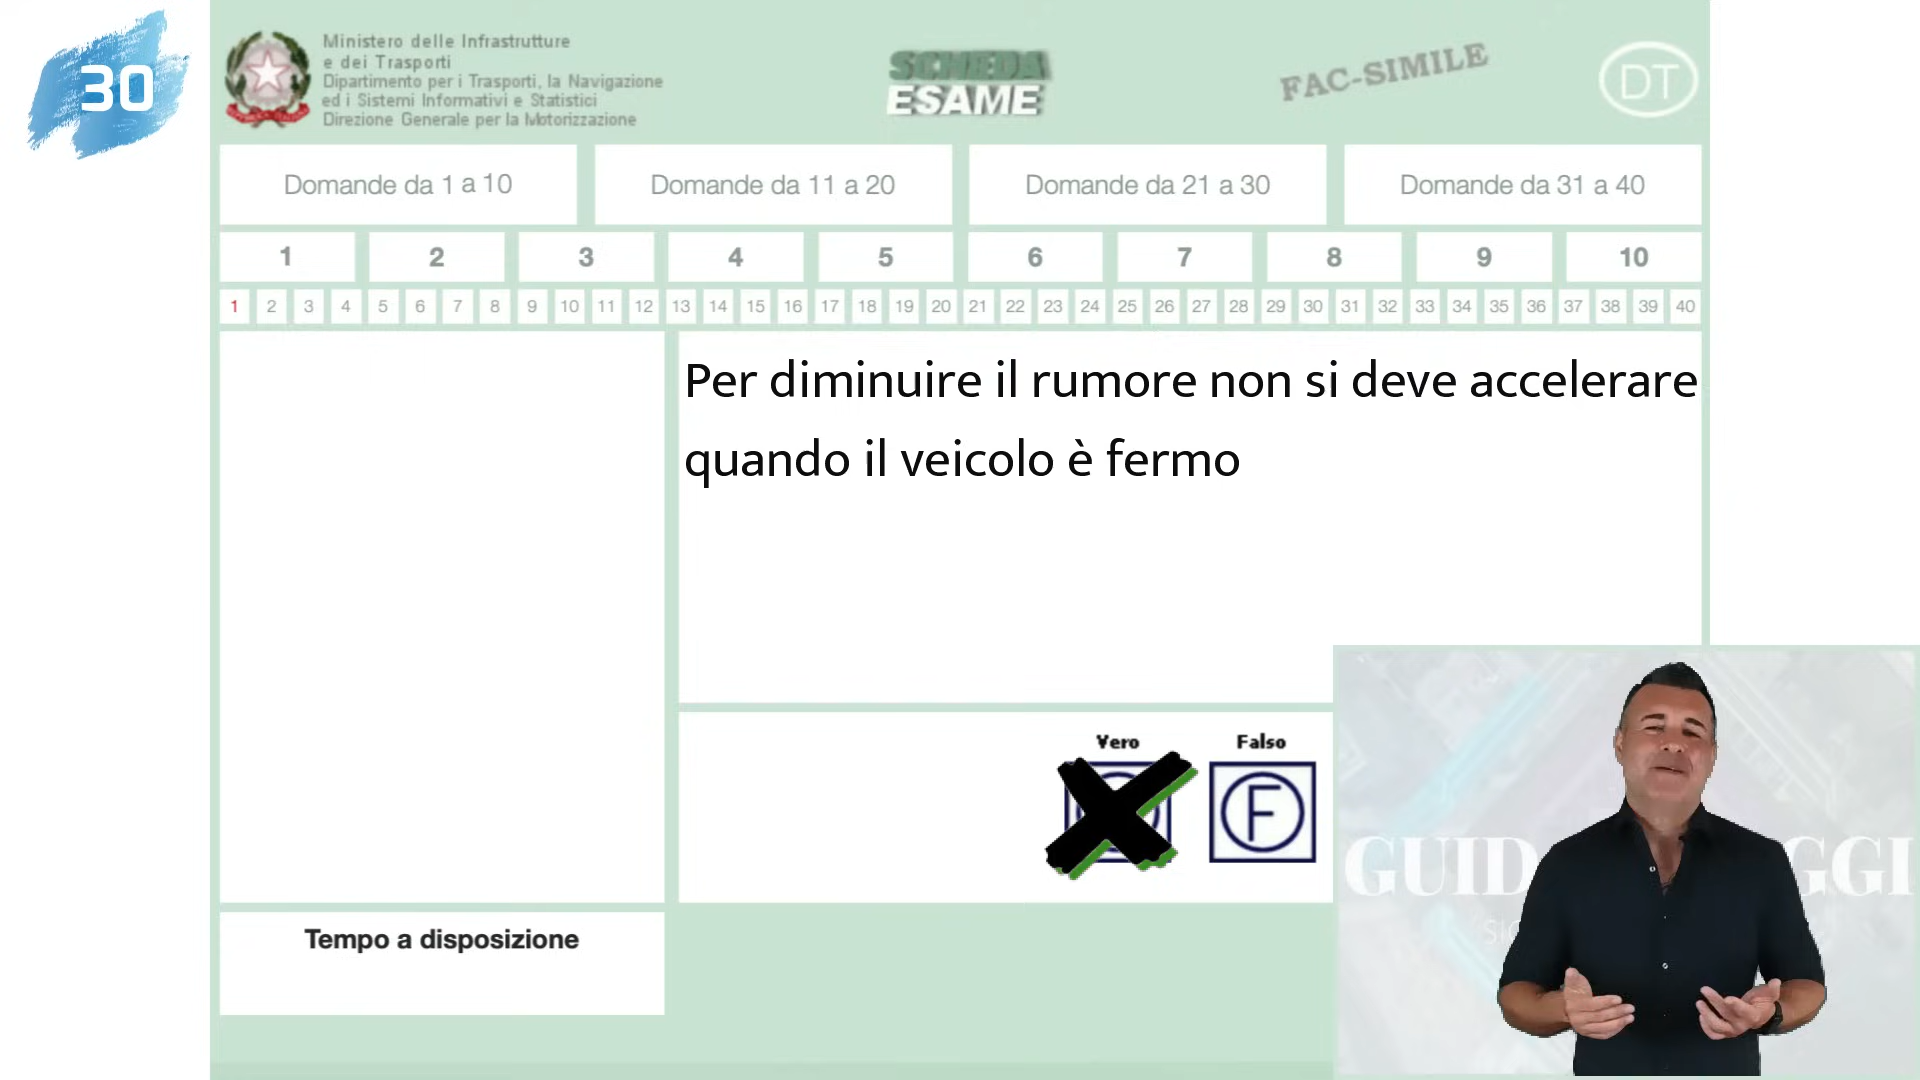 30
Ministero delle Infrastrutture
e dei Trasporti
Dipartimento per i Trasporti, la Navigazione
ed i Sistemi Informativi e Statistici
Direzione Generale per la Motorizzazione
SCHEDA
ESAME
FAC-SIMILE
DT
Domande da 1 a 10
Domande da 11 a 20
Domande da 21 a 30
Domande da 31 a 40
1 2 3 4 5 6 7 8 9 10
1 2 3 4 5 6 7 8 9 10 11 12 13 14 15 16 17 18 19 20 21 22 23 24 25 26 27 28 29 30 31 32 33 34 35 36 37 38 39 40
Per diminuire il rumore non si deve accelerare
quando il veicolo è fermo
Vero Falso
F
Tempo a disposizione